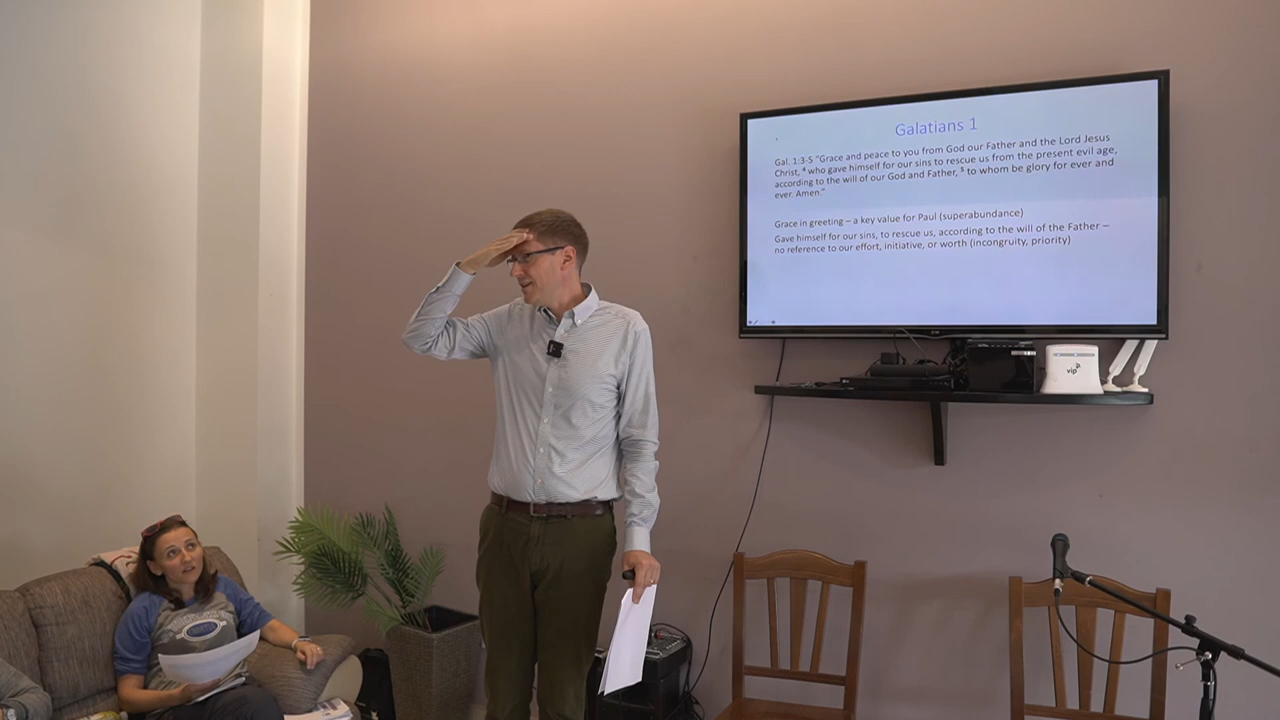 Galatians 1
Gal. 1:3-5 "Grace and peace to you from God our Father and the Lord Jesus
Christ, ⁴ who gave himself for our sins to rescue us from the present evil age,
according to the will of our God and Father, ⁵ to whom be glory for ever and
ever. Amen."
Grace in greeting – a key value for Paul (superabundance)
Gave himself for our sins, to rescue us, according to the will of the Father –
no reference to our effort, initiative, or worth (incongruity, priority)
vip